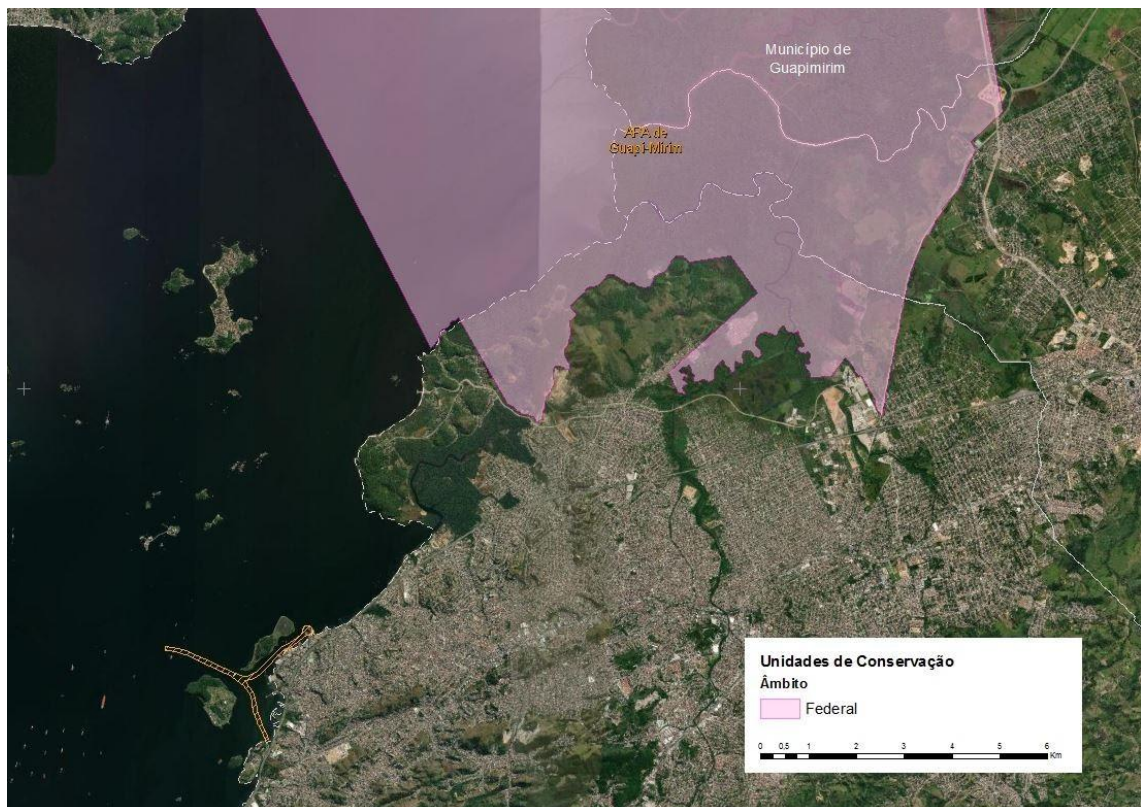 Município de
Guapimirim
APA de
Guapi-Mirim
Unidades de Conservação
Âmbito
Federal
0 0,5 1 2 3 4 5 6
Km